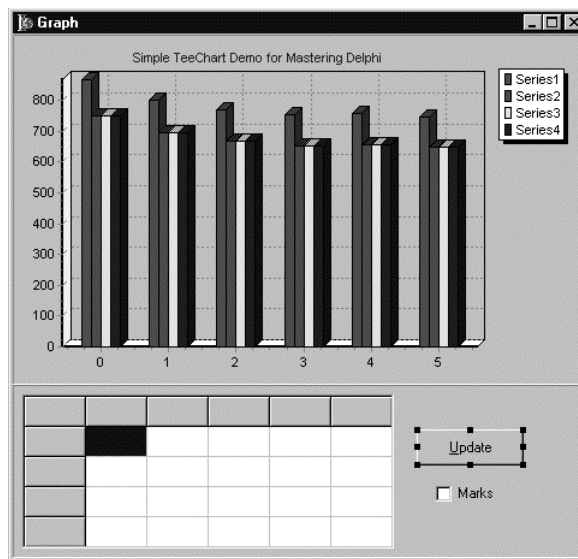 Graph
Simple TeeChart Demo for Mastering Delphi
Series1
Series2
Series3
Series4
800
700
600
500
400
300
200
100
0
0 1 2 3 4 5
Update
Marks